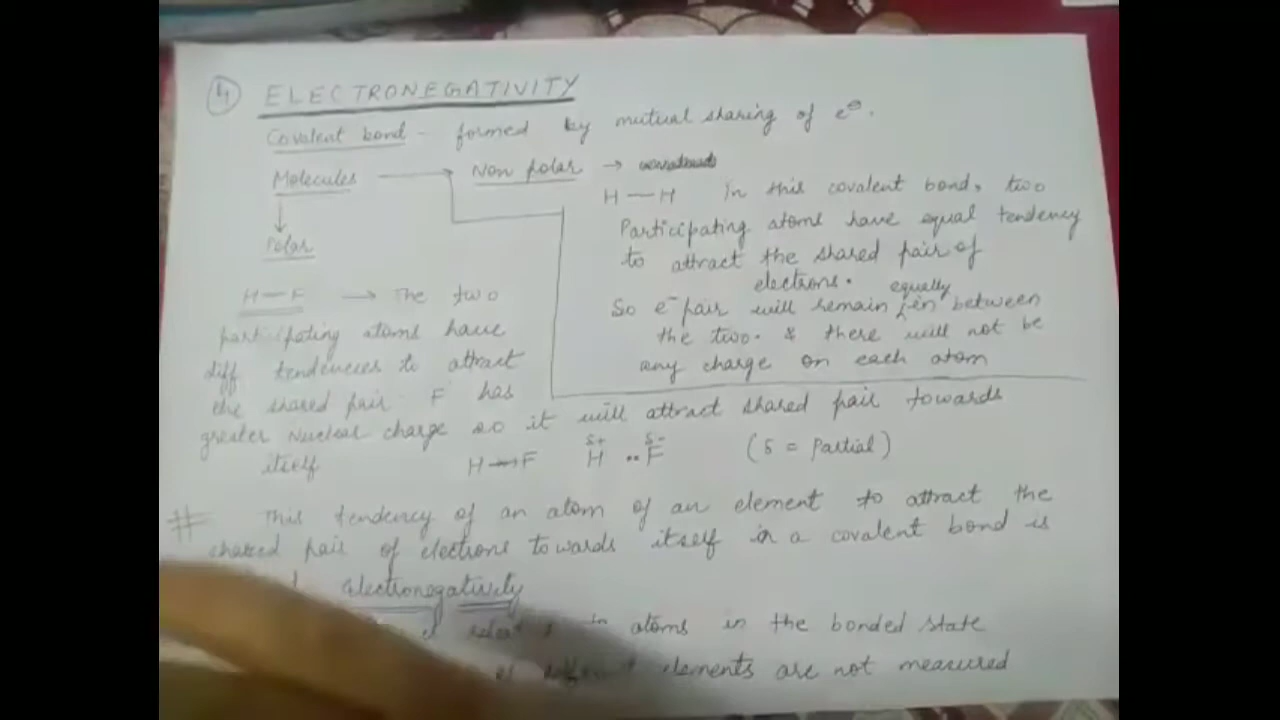 4 ELECTRONEGATIVITY
Covalent bond - formed by mutual sharing of e⊖.
Molecules → Non polar →
↓
Polar
H—H In this covalent bond, two
Participating atoms have equal tendency
to attract the shared pair of
electrons.
So e⁻ pair will remain equally in between
the two. & there will not be
any charge on each atom
H—F → The two
participating atoms have
diff tendencies to attract
the shared pair. F has
greater Nuclear charge so it will attract shared pair towards
itself H→F δ+ H •• δ- F (δ = Partial)
# This tendency of an atom of an element to attract the
shared pair of electrons towards itself in a covalent bond is
Electronegativity
in atoms in the bonded state
of different elements are not measured